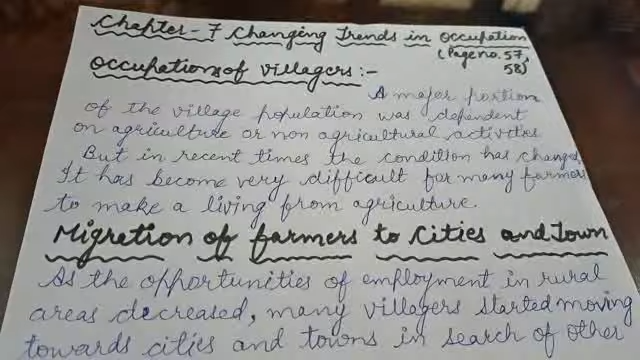 Chapter-7 Changing Trends in Occupation
(Page no. 57,
58)
Occupations of villagers:-
A major portion
of the village population was dependent
on agriculture or non agricultural activities
But in recent times the condition has changed.
It has become very difficult for many farmers
to make a living from agriculture.
Migration of farmers to Cities and Town
As the opportunities of employment in rural
areas decreased, many villagers started moving
towards cities and towns in search of other